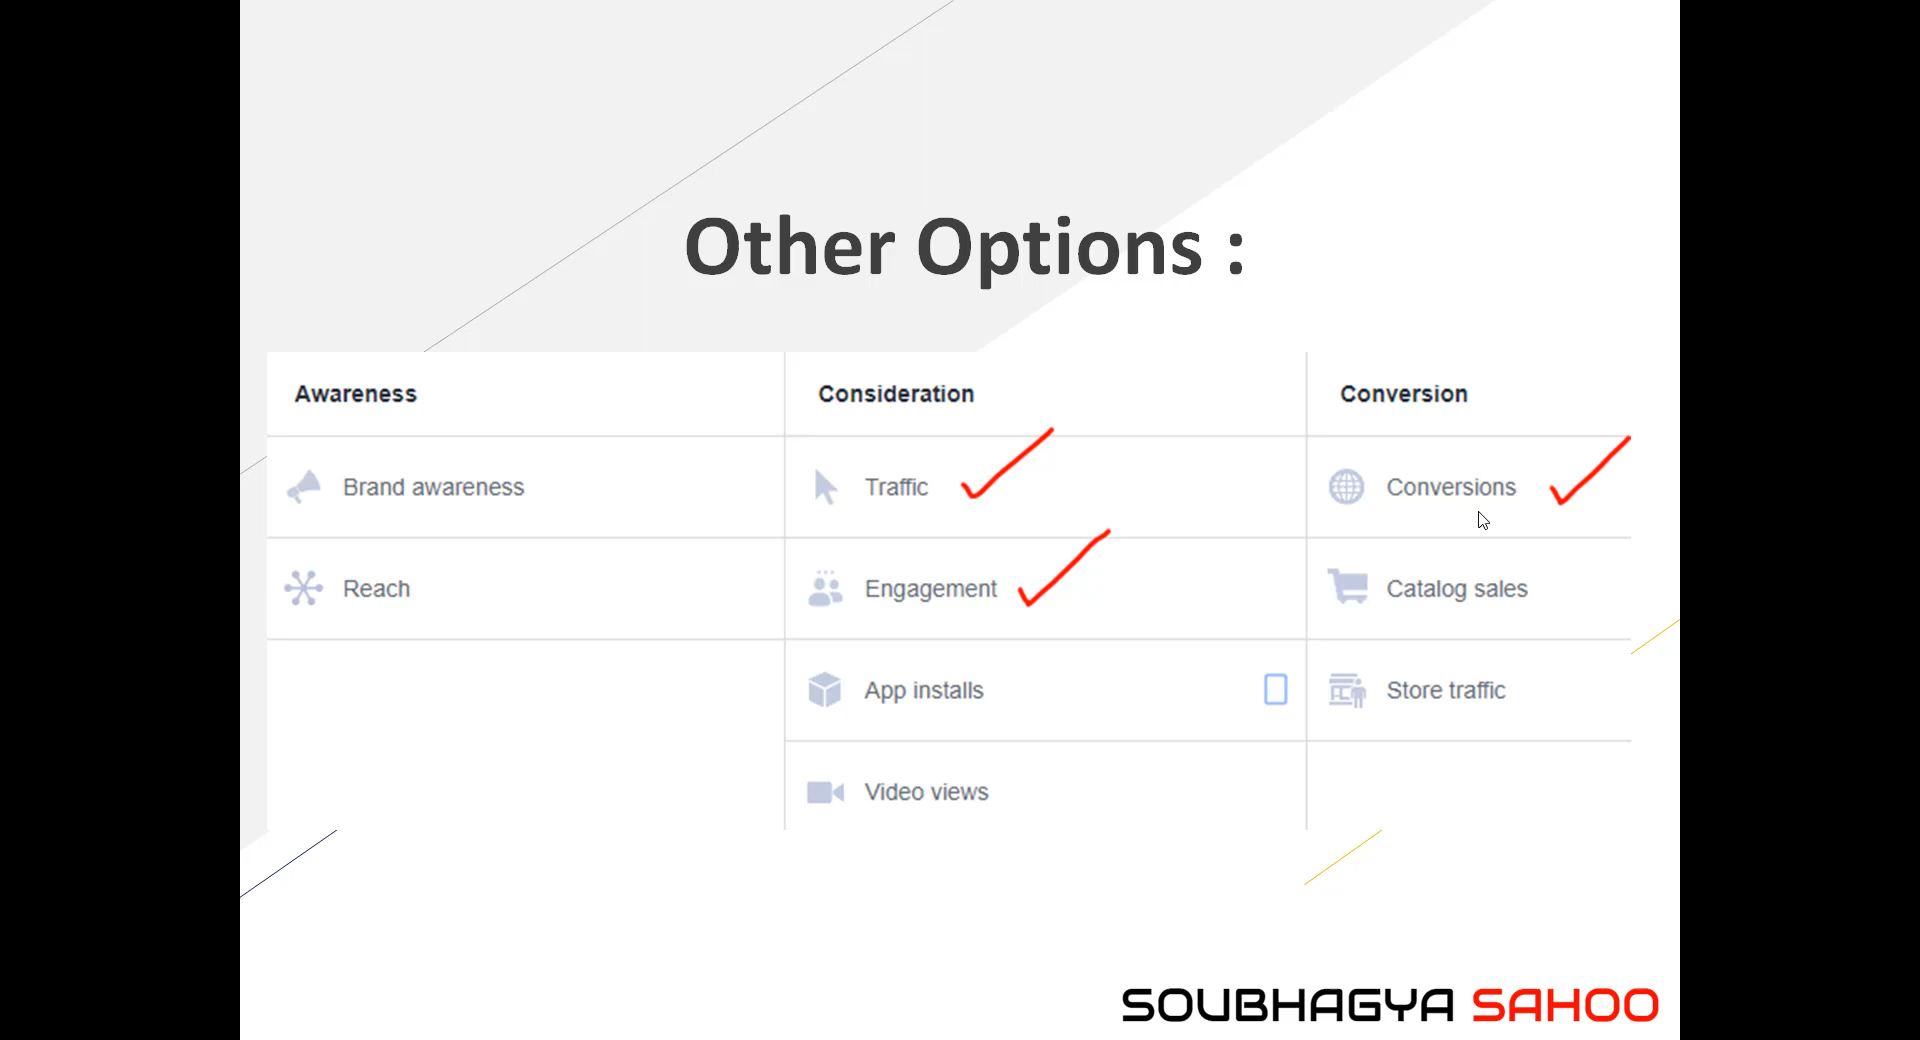 Other Options :
Awareness Consideration Conversion
Brand awareness Traffic Conversions
Reach Engagement Catalog sales
App installs Store traffic
Video views
SOUBHAGYA SAHOO